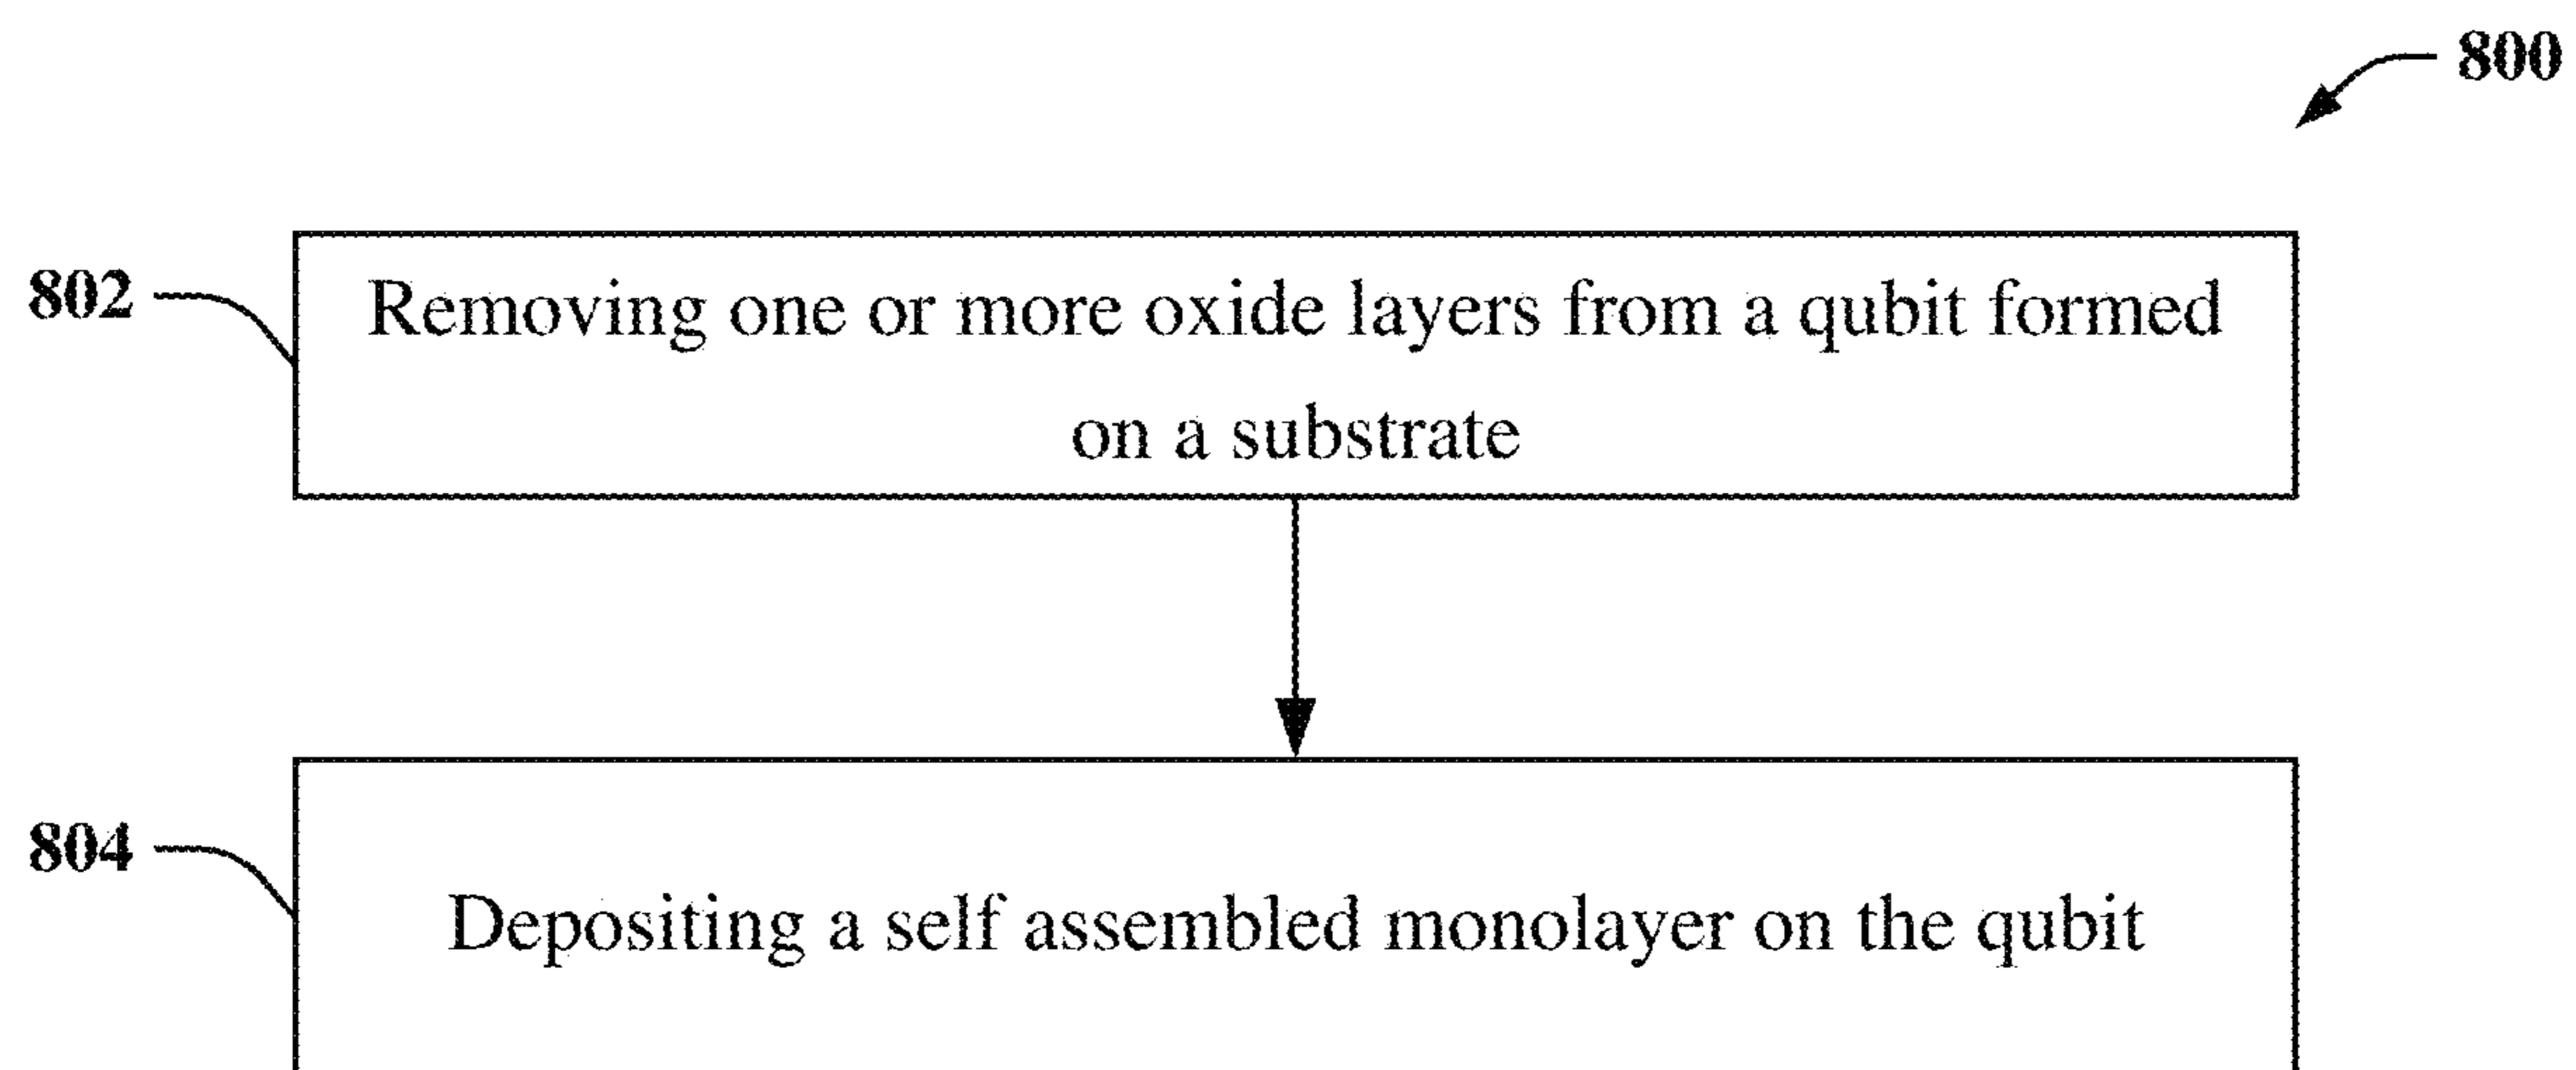 800
802
Removing one or more oxide layers from a qubit formed
on a substrate
804
Depositing a self assembled monolayer on the qubit